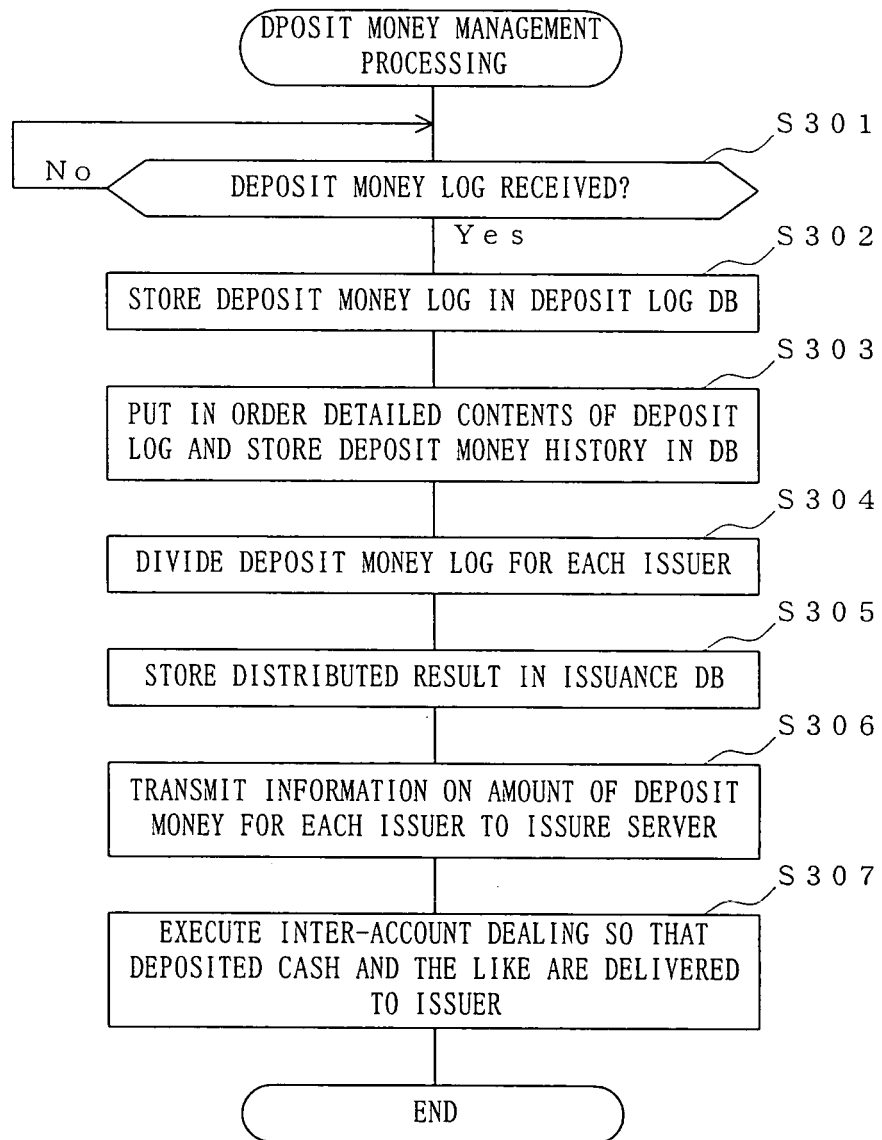 DPOSIT MONEY MANAGEMENT
PROCESSING
S301
No
DEPOSIT MONEY LOG RECEIVED?
Yes
S302
STORE DEPOSIT MONEY LOG IN DEPOSIT LOG DB
S303
PUT IN ORDER DETAILED CONTENTS OF DEPOSIT
LOG AND STORE DEPOSIT MONEY HISTORY IN DB
S304
DIVIDE DEPOSIT MONEY LOG FOR EACH ISSUER
S305
STORE DISTRIBUTED RESULT IN ISSUANCE DB
S306
TRANSMIT INFORMATION ON AMOUNT OF DEPOSIT
MONEY FOR EACH ISSUER TO ISSURE SERVER
S307
EXECUTE INTER-ACCOUNT DEALING SO THAT
DEPOSITED CASH AND THE LIKE ARE DELIVERED
TO ISSUER
END